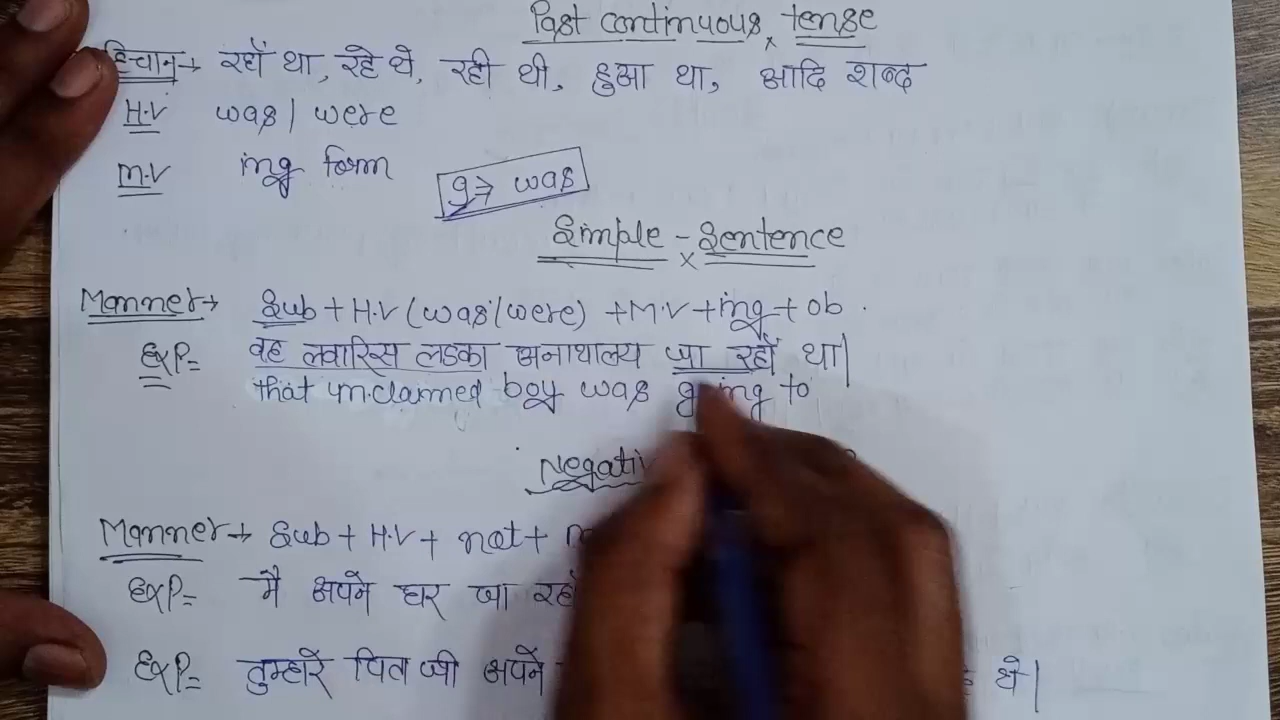 Past continuous tense
हिचान → रहाँ था, रहे थे, रही थी, हुआ था, आदि शब्द
H.V was / were
M.V ing form
g → was
Simple - Sentence
Manner → Sub + H.V (was/were) + M.V + ing + ob.
Exp = वह लवारिस लडका अनाथालय जा रहाँ था|
that unclaimed boy was going to
Negativ
Manner → Sub + H.V + not +
Exp = मै अपने घर जा रहाँ
Exp = तुम्हारे पित जी अपने थे|